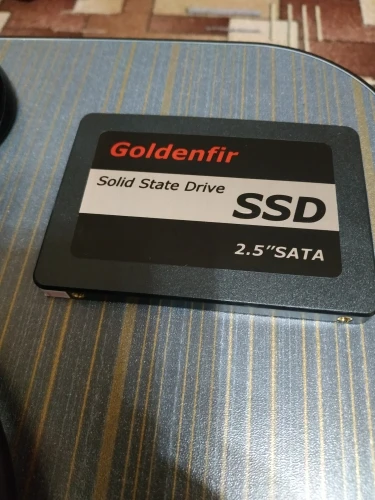 Goldenfir
Solid State Drive
SSD
2.5"SATA